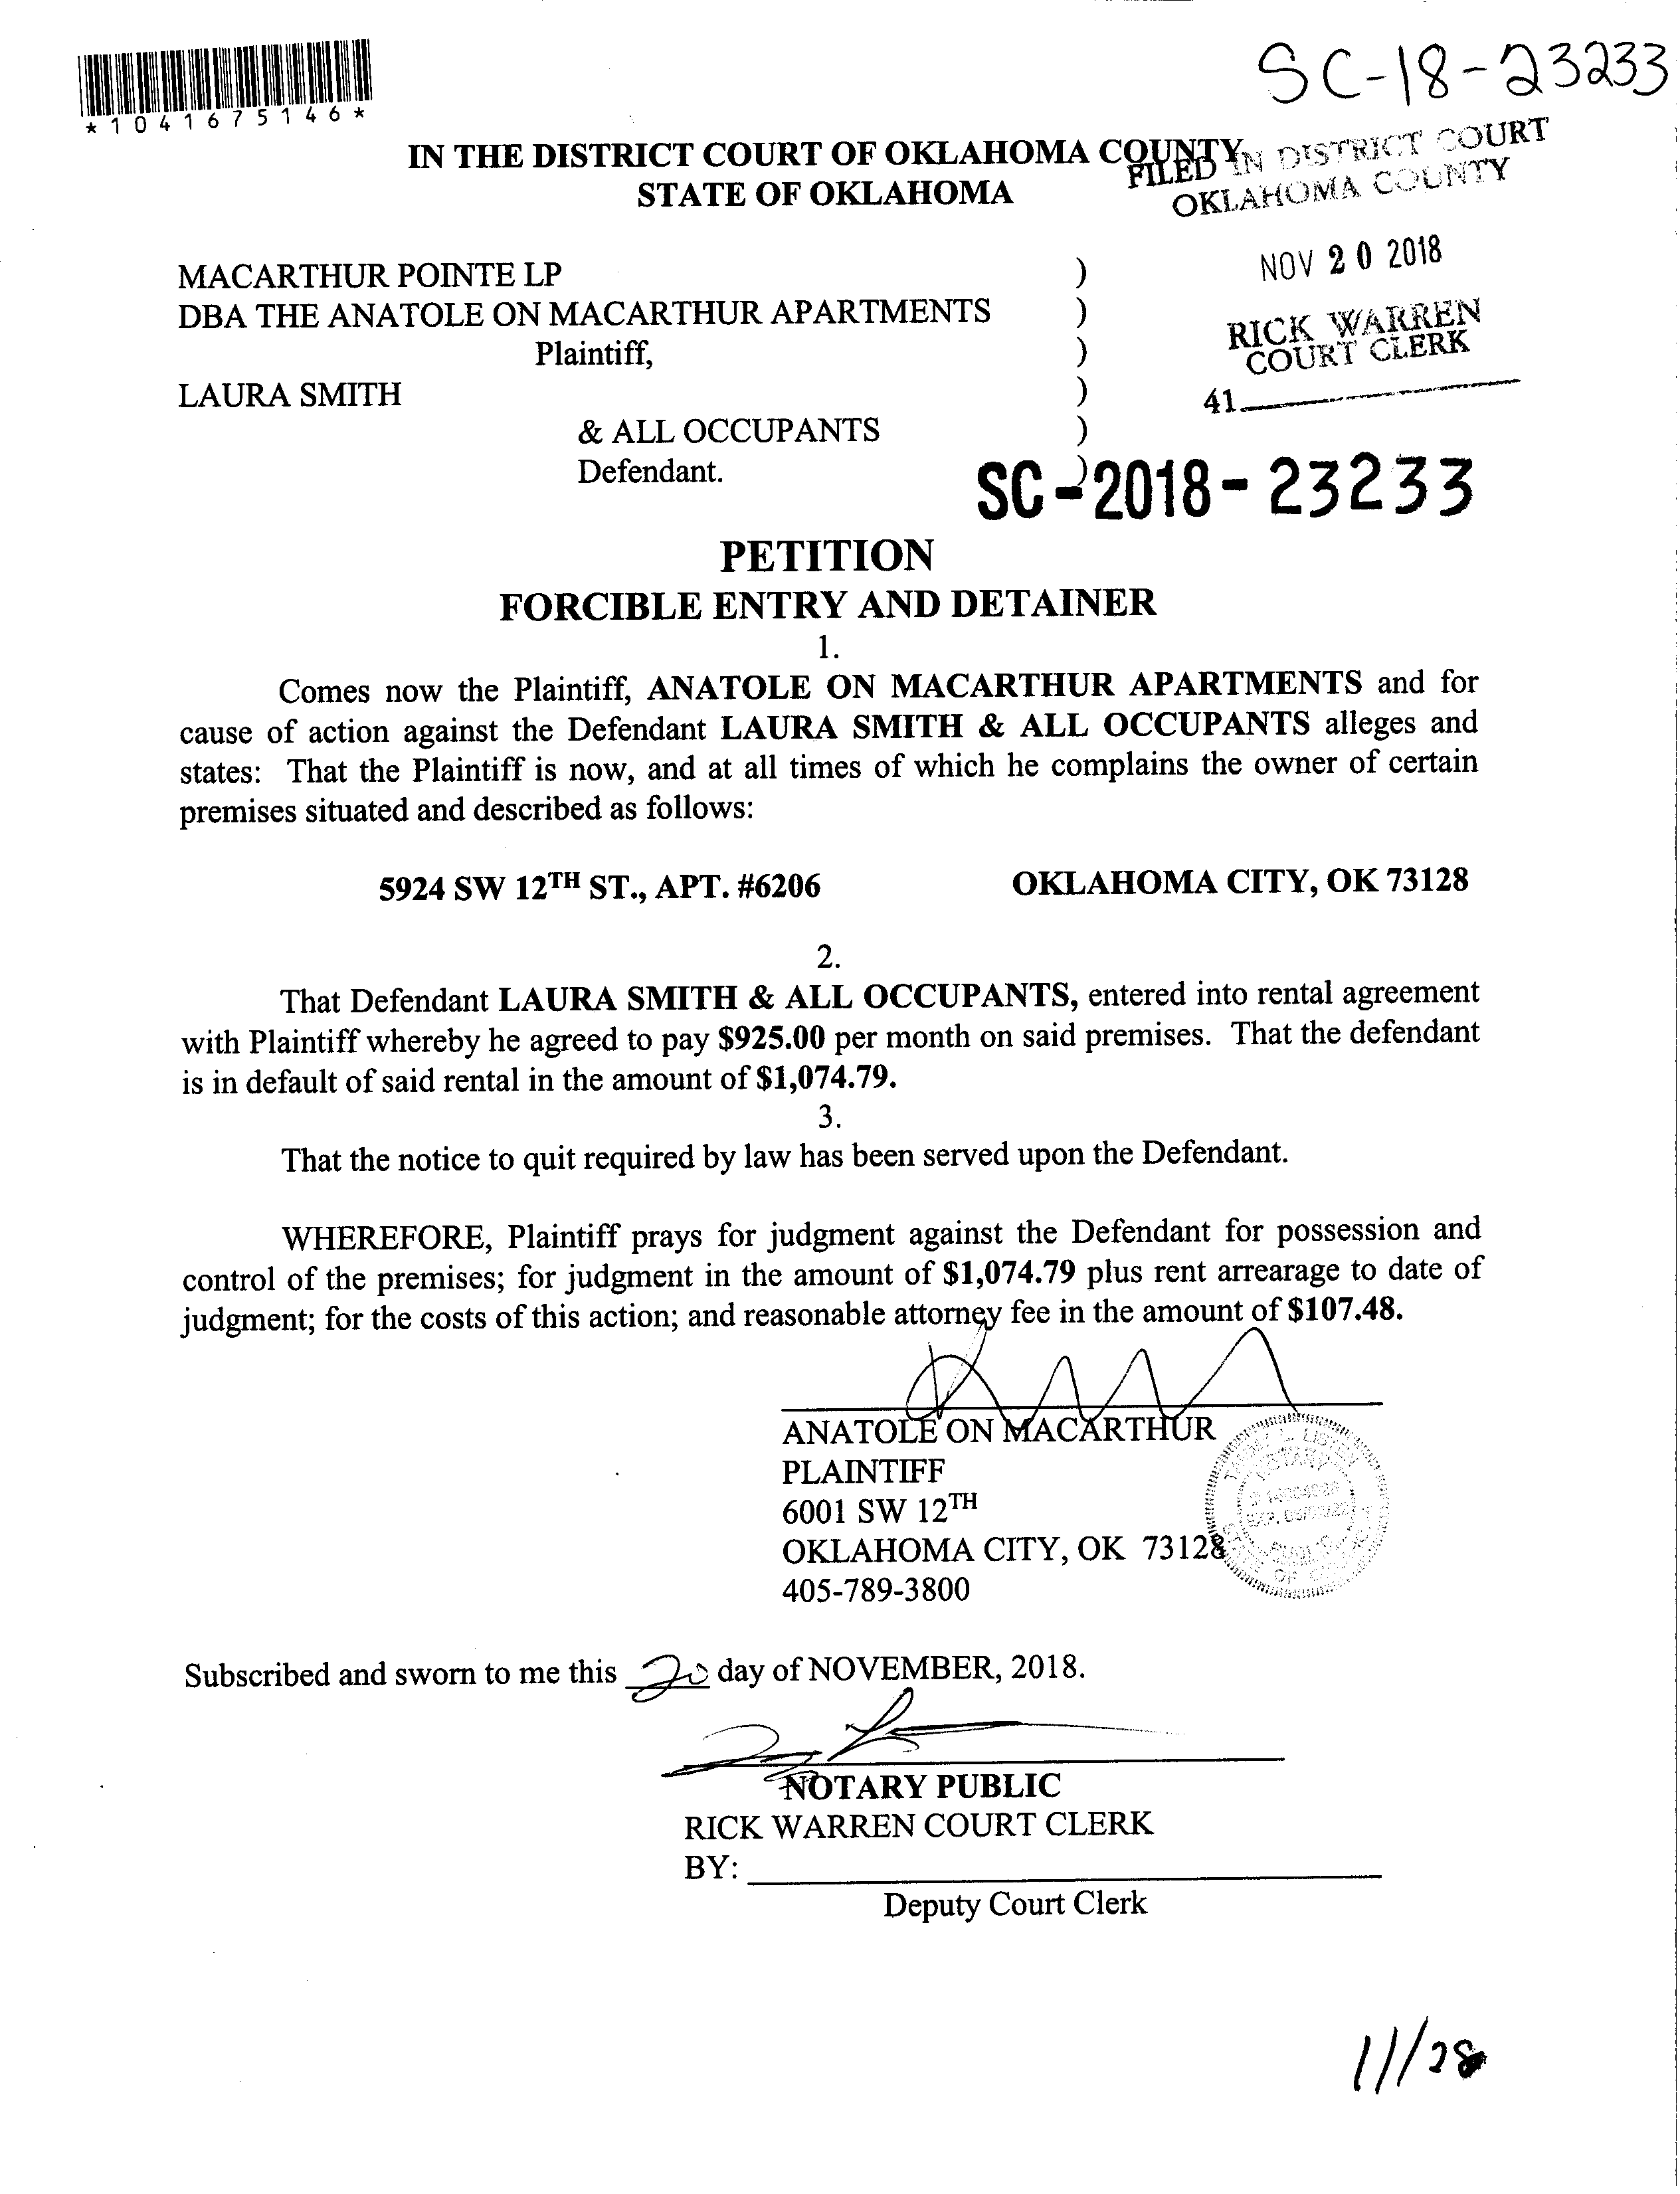 SC-18-23233
*1041675146*
IN THE DISTRICT COURT OF OKLAHOMA COUNTY
STATE OF OKLAHOMA
FILED IN DISTRICT COURT
OKLAHOMA COUNTY
NOV 20 2018
RICK WARREN
COURT CLERK
41
MACARTHUR POINTE LP )
DBA THE ANATOLE ON MACARTHUR APARTMENTS )
Plaintiff, )
LAURA SMITH )
& ALL OCCUPANTS )
Defendant. )
SC-2018-23233
PETITION
FORCIBLE ENTRY AND DETAINER
1.
Comes now the Plaintiff, ANATOLE ON MACARTHUR APARTMENTS and for
cause of action against the Defendant LAURA SMITH & ALL OCCUPANTS alleges and
states: That the Plaintiff is now, and at all times of which he complains the owner of certain
premises situated and described as follows:
5924 SW 12TH ST., APT. #6206 OKLAHOMA CITY, OK 73128
2.
That Defendant LAURA SMITH & ALL OCCUPANTS, entered into rental agreement
with Plaintiff whereby he agreed to pay $925.00 per month on said premises. That the defendant
is in default of said rental in the amount of $1,074.79.
3.
That the notice to quit required by law has been served upon the Defendant.
WHEREFORE, Plaintiff prays for judgment against the Defendant for possession and
control of the premises; for judgment in the amount of $1,074.79 plus rent arrearage to date of
judgment; for the costs of this action; and reasonable attorney fee in the amount of $107.48.
ANATOLE ON MACARTHUR
PLAINTIFF
6001 SW 12TH
OKLAHOMA CITY, OK 73128
405-789-3800
NOTARY
EXP.
OF
Subscribed and sworn to me this 20 day of NOVEMBER, 2018.
NOTARY PUBLIC
RICK WARREN COURT CLERK
BY:
Deputy Court Clerk
11/28